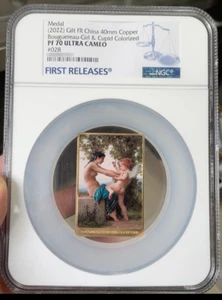 Medal
(2022) Gilt FR China 40mm Copper
Bouguereau-Girl & Cupid Colorized
PF 70 ULTRA CAMEO
#028
FIRST RELEASES
NGC